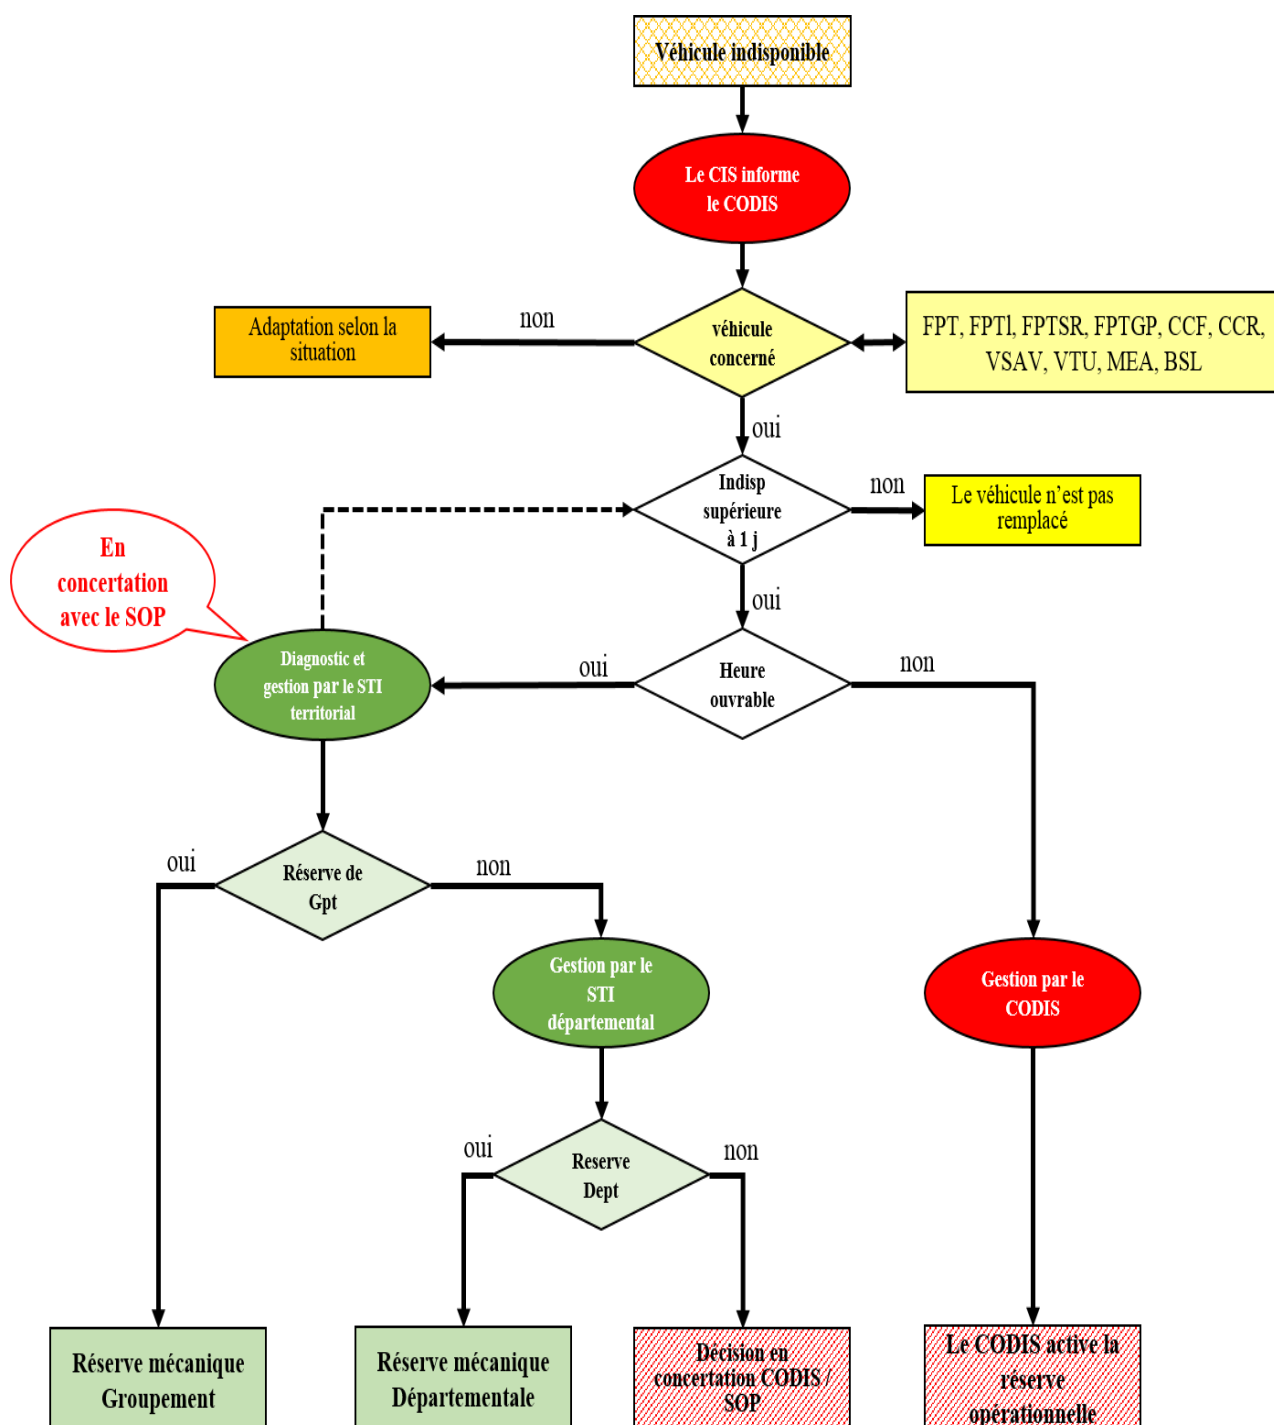 Véhicule indisponible
Le CIS informe
le CODIS
véhicule
concerné
non
Adaptation selon la
situation
FPT, FPTl, FPTSR, FPTGP, CCF, CCR,
VSAV, VTU, MEA, BSL
oui
Indisp
supérieure
à 1 j
non
Le véhicule n’est pas
remplacé
oui
En
concertation
avec le SOP
Heure
ouvrable
oui
non
Diagnostic et
gestion par le STI
territorial
Réserve de
Gpt
oui
non
Gestion par le
STI
départemental
Gestion par le
CODIS
Reserve
Dept
oui
non
Réserve mécanique
Groupement
Réserve mécanique
Départementale
Décision en
concertation CODIS /
SOP
Le CODIS active la
réserve
opérationnelle